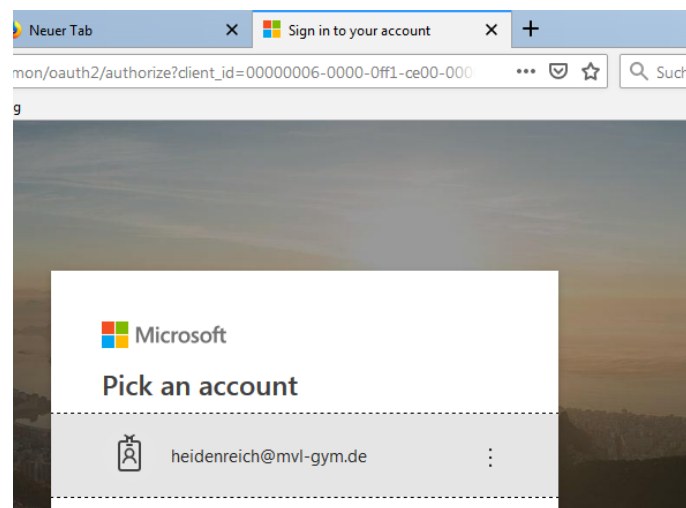 Neuer Tab
Sign in to your account
mon/oauth2/authorize?client_id=00000006-0000-0ff1-ce00-000
Such
g
Microsoft
Pick an account
heidenreich@mvl-gym.de